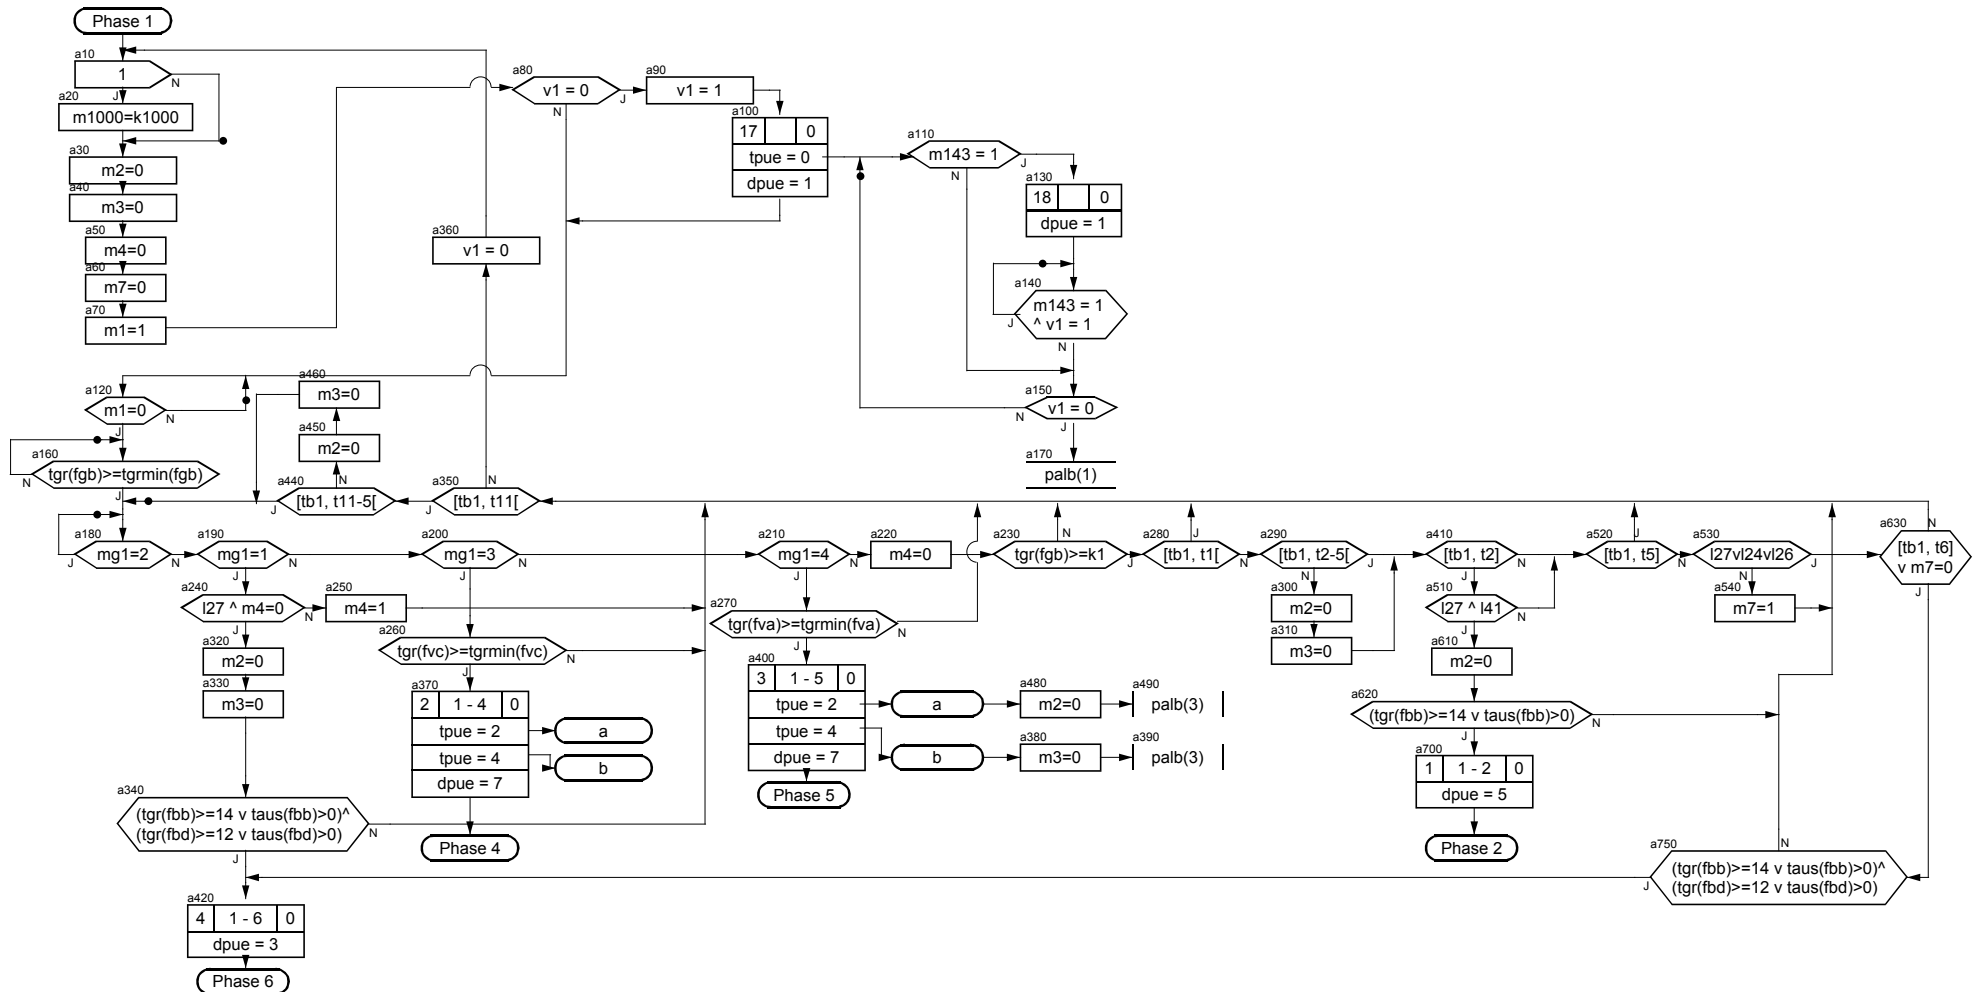 Phase 1
a10
1
N
J
a20
m1000=k1000
a30
m2=0
a40
m3=0
a50
m4=0
a60
m7=0
a70
m1=1
a80
v1 = 0
J
N
a90
v1 = 1
a100
17 0
tpue = 0
dpue = 1
a110
m143 = 1
J
N
a130
18 0
dpue = 1
a140
m143 = 1
^ v1 = 1
J
N
a150
v1 = 0
N
J
a170
palb(1)
a360
v1 = 0
a120
m1=0
N
J
a160
tgr(fgb)>=tgrmin(fgb)
N
J
a460
m3=0
a450
m2=0
a440
N
[tb1, t11-5[
J
a350
N
[tb1, t11[
J
a180
mg1=2
J
N
a190
mg1=1
N
J
a200
mg1=3
N
J
a210
mg1=4
N
J
a220
m4=0
a230
N
tgr(fgb)>=k1
J
a280
J
[tb1, t1[
N
a290
[tb1, t2-5[
J
N
a410
[tb1, t2]
N
J
a520
J
[tb1, t5]
N
a530
l27vl24vl26
J
N
a630
N
[tb1, t6]
v m7=0
J
a240
l27 ^ m4=0
N
J
a250
m4=1
a260
tgr(fvc)>=tgrmin(fvc)
N
J
a270
tgr(fva)>=tgrmin(fva)
N
J
a300
m2=0
a310
m3=0
a510
l27 ^ l41
N
J
a540
m7=1
a320
m2=0
a330
m3=0
a610
m2=0
a370
2 1 - 4 0
tpue = 2
tpue = 4
dpue = 7
a
b
Phase 4
a400
3 1 - 5 0
tpue = 2
tpue = 4
dpue = 7
Phase 5
a
a480
m2=0
a490
palb(3)
b
a380
m3=0
a390
palb(3)
a620
(tgr(fbb)>=14 v taus(fbb)>0)
N
J
a700
1 1 - 2 0
dpue = 5
Phase 2
a340
(tgr(fbb)>=14 v taus(fbb)>0)^
(tgr(fbd)>=12 v taus(fbd)>0)
N
J
a750
N
(tgr(fbb)>=14 v taus(fbb)>0)^
(tgr(fbd)>=12 v taus(fbd)>0)
J
a420
4 1 - 6 0
dpue = 3
Phase 6